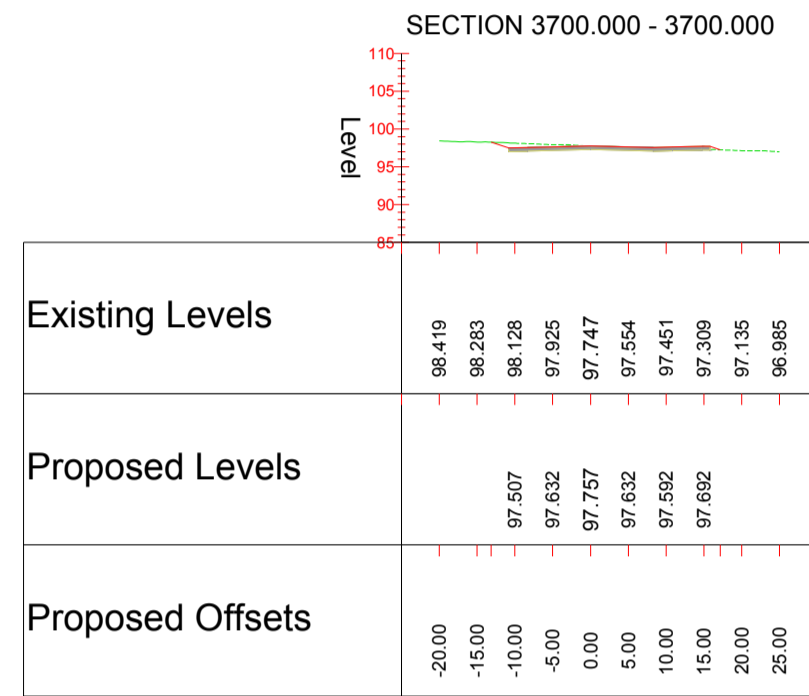 SECTION 3700.000 - 3700.000
Level
110
105
100
95
90
85
Existing Levels
98.419 98.283 98.128 97.925 97.747 97.554 97.451 97.309 97.135 96.985
Proposed Levels
97.507 97.632 97.757 97.632 97.592 97.692
Proposed Offsets
-20.00 -15.00 -10.00 -5.00 0.00 5.00 10.00 15.00 20.00 25.00